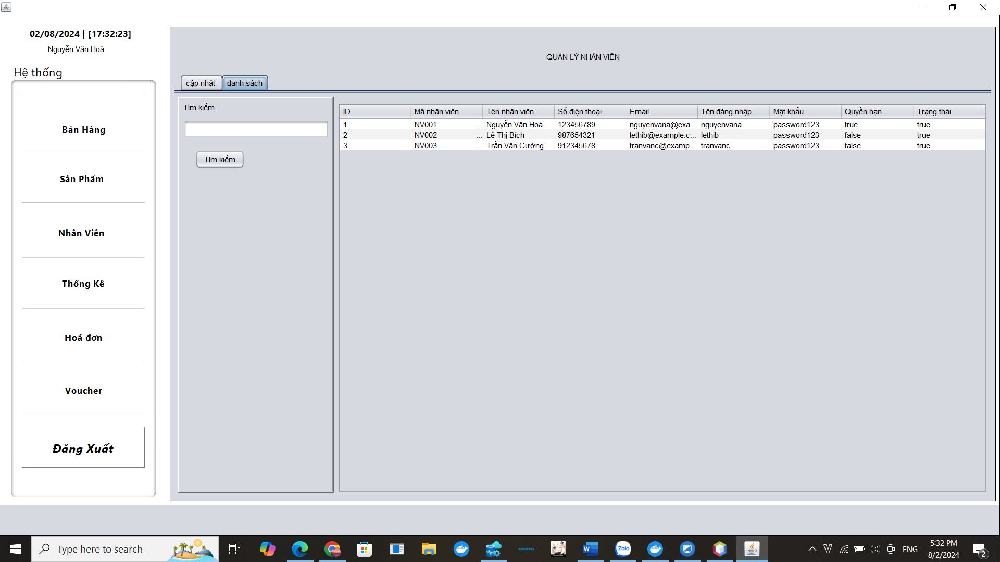 02/08/2024 | [17:32:23]
Nguyễn Văn Hoà
Hệ thống
Bán Hàng
Sản Phẩm
Nhân Viên
Thống Kê
Hoá đơn
Voucher
Đăng Xuất
QUẢN LÝ NHÂN VIÊN
cập nhật danh sách
Tìm kiếm
Tìm kiếm
ID Mã nhân viên Tên nhân viên Số điện thoại Email Tên đăng nhập Mật khẩu Quyền hạn Trạng thái
1 NV001 ... Nguyễn Văn Hoà 123456789 nguyenvana@exa... nguyenvana password123 true true
2 NV002 ... Lê Thị Bích 987654321 lethib@example.c... lethib password123 false true
3 NV003 ... Trần Văn Cường 912345678 tranvanc@examp... tranvanc password123 false true
Type here to search
Zalo
ENG
5:32 PM
8/2/2024
2